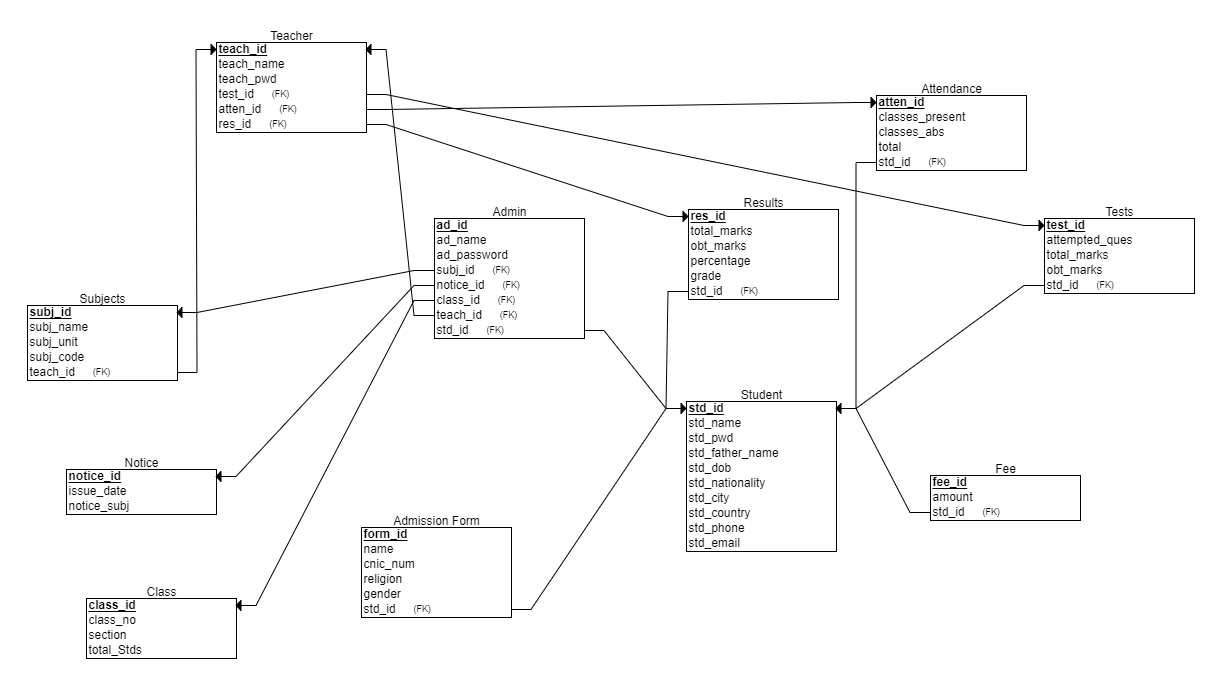 Teacher
teach_id
teach_name
teach_pwd
test_id (FK)
atten_id (FK)
res_id (FK)
Attendance
atten_id
classes_present
classes_abs
total
std_id (FK)
Admin
ad_id
ad_name
ad_password
subj_id (FK)
notice_id (FK)
class_id (FK)
teach_id (FK)
std_id (FK)
Results
res_id
total_marks
obt_marks
percentage
grade
std_id (FK)
Tests
test_id
attempted_ques
total_marks
obt_marks
std_id (FK)
Subjects
subj_id
subj_name
subj_unit
subj_code
teach_id (FK)
Student
std_id
std_name
std_pwd
std_father_name
std_dob
std_nationality
std_city
std_country
std_phone
std_email
Notice
notice_id
issue_date
notice_subj
Fee
fee_id
amount
std_id (FK)
Admission Form
form_id
name
cnic_num
religion
gender
std_id (FK)
Class
class_id
class_no
section
total_Stds